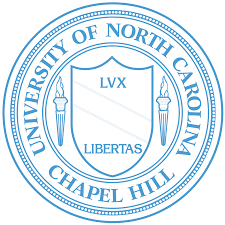 UNIVERSITY OF NORTH CAROLINA
LVX
LIBERTAS
CHAPEL HILL